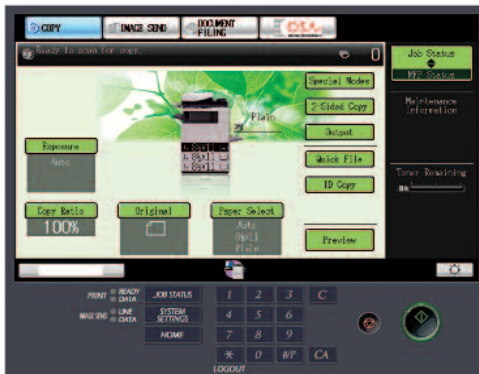 COPY
IMAGE SEND
DOCUMENT FILING
OSA
Ready to scan for copy.
0
Job Status
MFP Status
Special Modes
Maintenance
Information
2-Sided Copy
Plain
Output
Exposure
Auto
Quick File
Toner Remaining
ID Copy
Copy Ratio
100%
Original
Paper Select
Auto
8½x11
Plain
Preview
PRINT READY
DATA
IMAGE SEND LINE
DATA
JOB STATUS
SYSTEM
SETTINGS
HOME
1 2 3 C
4 5 6
7 8 9
* 0 #/P CA
LOGOUT